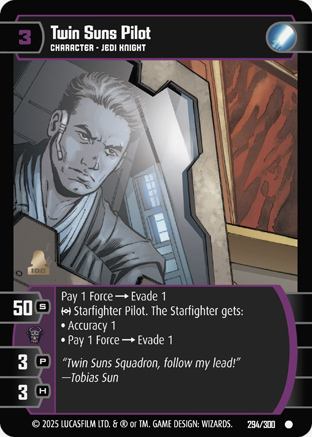 3 Twin Suns Pilot
CHARACTER • JEDI KNIGHT
50 S
Pay 1 Force → Evade 1
Starfighter Pilot. The Starfighter gets:
• Accuracy 1
• Pay 1 Force → Evade 1
3 P
“Twin Suns Squadron, follow my lead!”
3 H
—Tobias Sun
© 2025 LUCASFILM LTD. & ® or TM. GAME DESIGN: WIZARDS. 294/300